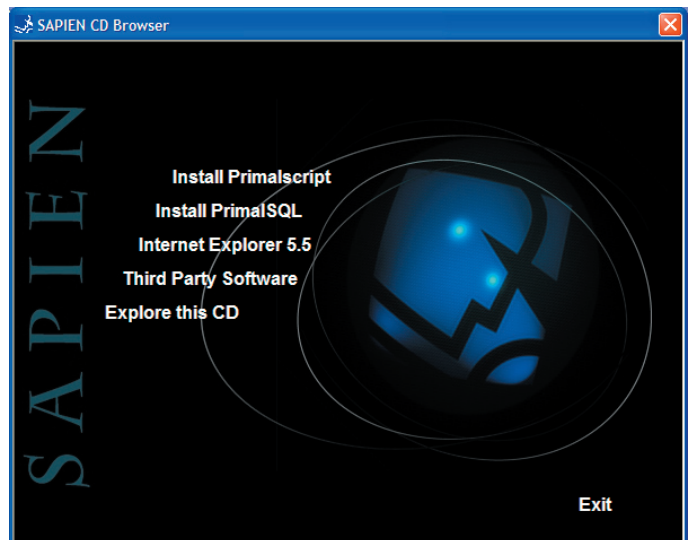 SAPIEN CD Browser
SAPIEN
Install Primalscript
Install PrimalSQL
Internet Explorer 5.5
Third Party Software
Explore this CD
Exit